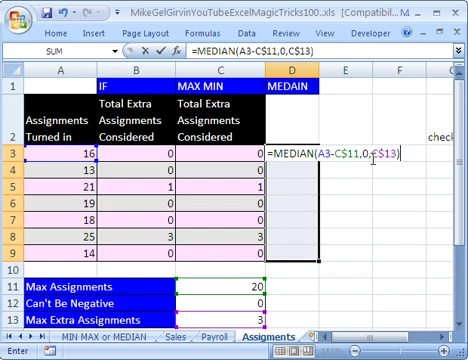 MikeGelGirvinYouTubeExcelMagicTricks100..xls [Compatibil...
Home Insert Page Layout Formulas Data Review View Developer
SUM =MEDIAN(A3-C$11,0,C$13)
A B C D E F
1 IF MAX MIN MEDAIN
2 Assignments Turned in Total Extra Assignments Considered Total Extra Assignments Considered check
3 16 0 0 =MEDIAN(A3-C$11,0,C$13)
4 13 0 0
5 21 1 1
6 19 0 0
7 18 0 0
8 25 3 3
9 14 0 0
10
11 Max Assignments 20
12 Can't Be Negative 0
13 Max Extra Assignments 3
MIN MAX or MEDIAN Sales Payroll Assigments
Enter 111%